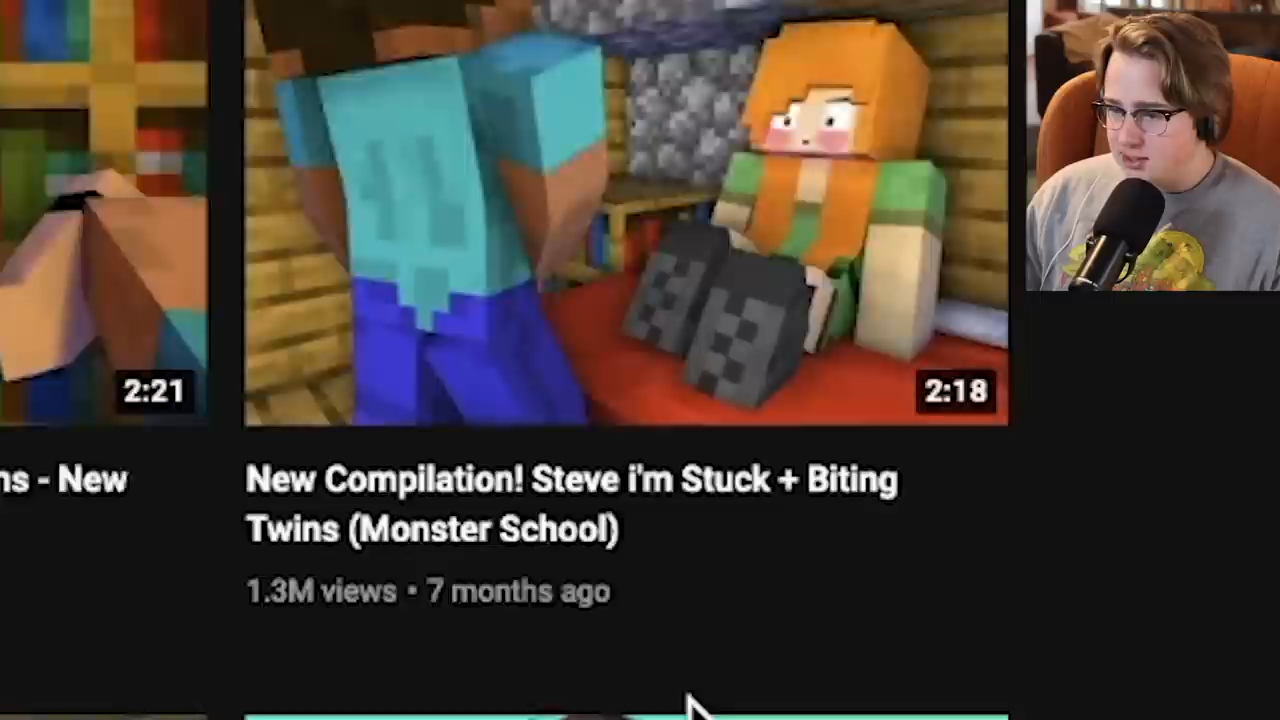 2:21
2:18
ns - New
New Compilation! Steve i'm Stuck + Biting
Twins (Monster School)
1.3M views • 7 months ago